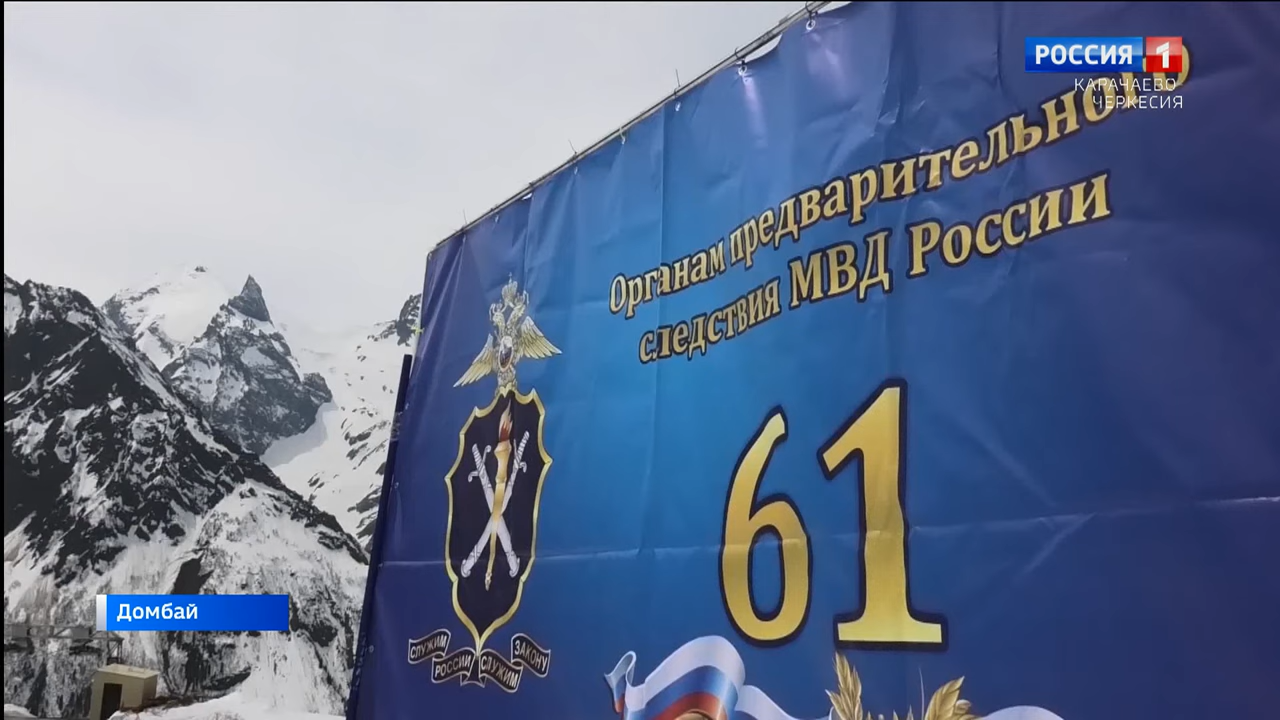 РОССИЯ 1
КАРАЧАЕВО
ЧЕРКЕСИЯ
Органам предварительного
следствия МВД России
61
СЛУЖИМ РОССИИ СЛУЖИМ ЗАКОНУ
Домбай